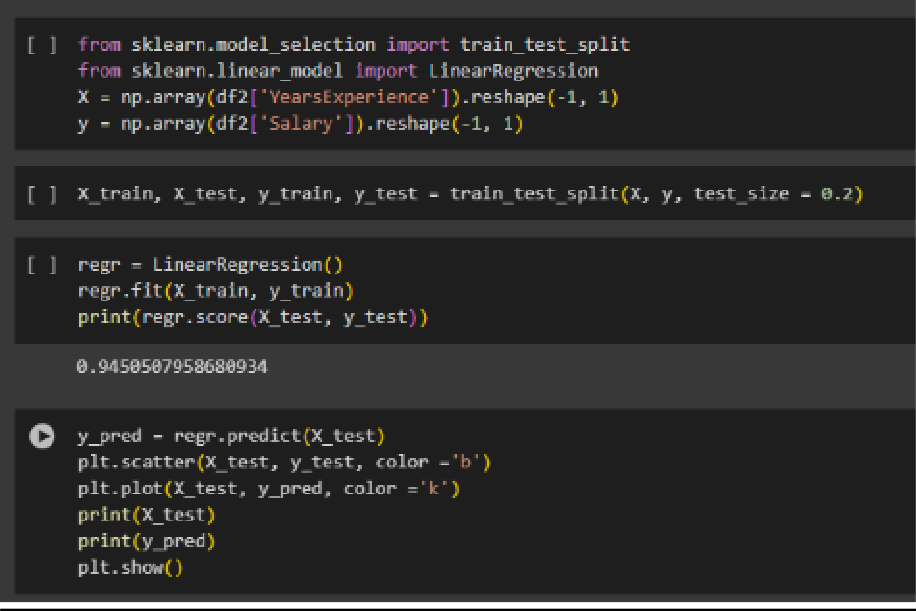 [ ] from sklearn.model_selection import train_test_split
from sklearn.linear_model import LinearRegression
X = np.array(df2['YearsExperience']).reshape(-1, 1)
y = np.array(df2['Salary']).reshape(-1, 1)
[ ] X_train, X_test, y_train, y_test = train_test_split(X, y, test_size = 0.2)
[ ] regr = LinearRegression()
regr.fit(X_train, y_train)
print(regr.score(X_test, y_test))
0.9450507958680934
y_pred = regr.predict(X_test)
plt.scatter(X_test, y_test, color ='b')
plt.plot(X_test, y_pred, color ='k')
print(X_test)
print(y_pred)
plt.show()